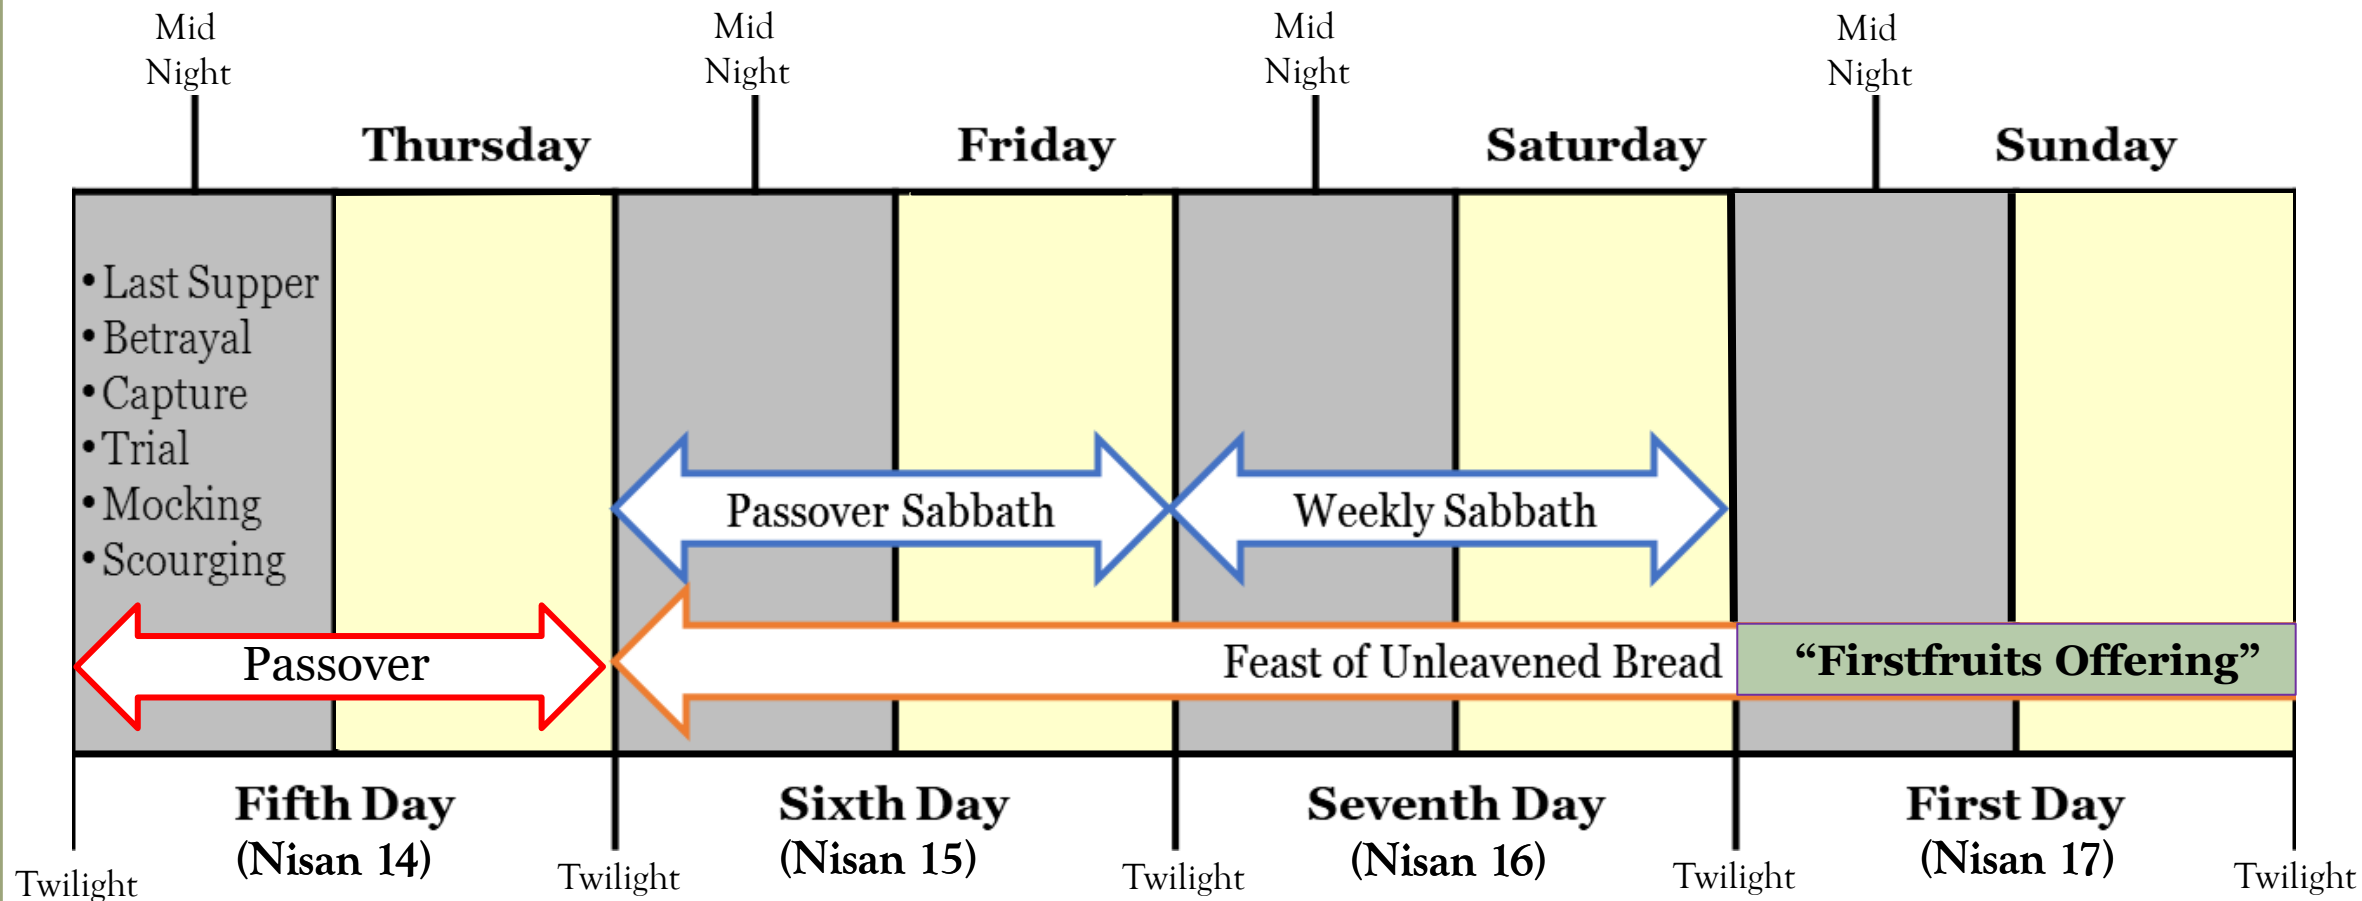 Mid
Night
Mid
Night
Mid
Night
Mid
Night
Thursday
Friday
Saturday
Sunday
•Last Supper
•Betrayal
•Capture
•Trial
•Mocking
•Scourging
Passover Sabbath
Weekly Sabbath
Passover
Feast of Unleavened Bread
“Firstfruits Offering”
Fifth Day
(Nisan 14)
Sixth Day
(Nisan 15)
Seventh Day
(Nisan 16)
First Day
(Nisan 17)
Twilight
Twilight
Twilight
Twilight
Twilight